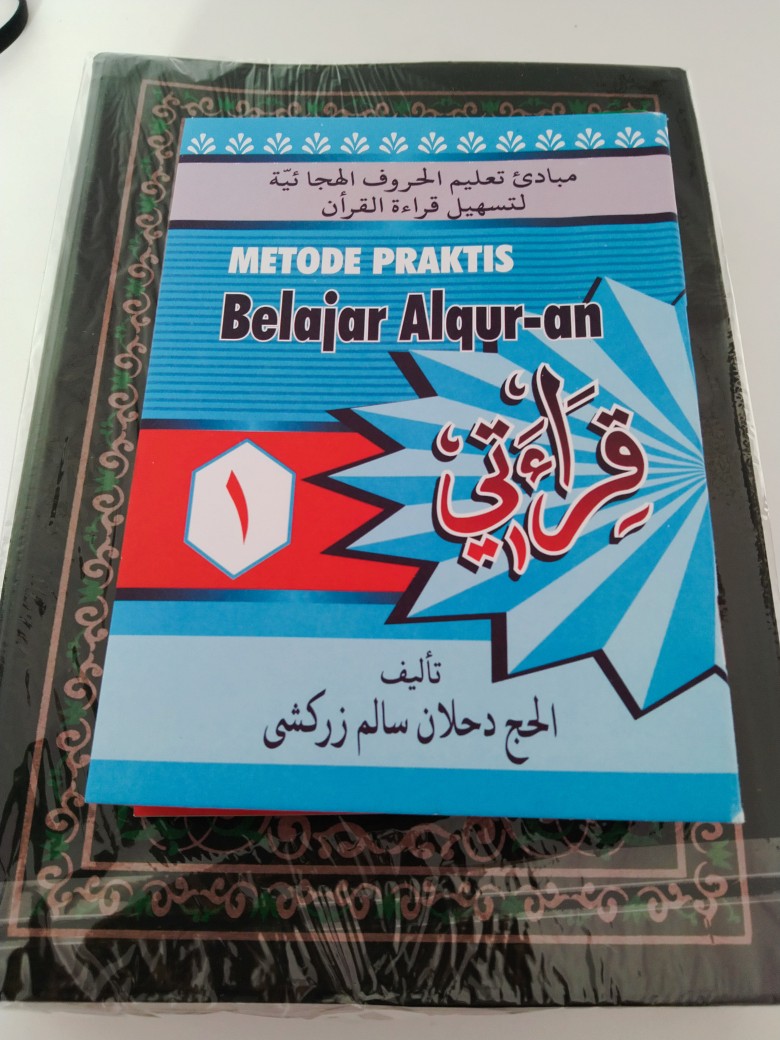 مبادئ تعليم الحروف الهجائيّة
لتسهيل قراءة القرأن
METODE PRAKTIS
Belajar Alqur-an
قِرَاءَتِي
١
تأليف
الحج دحلان سالم زركشى